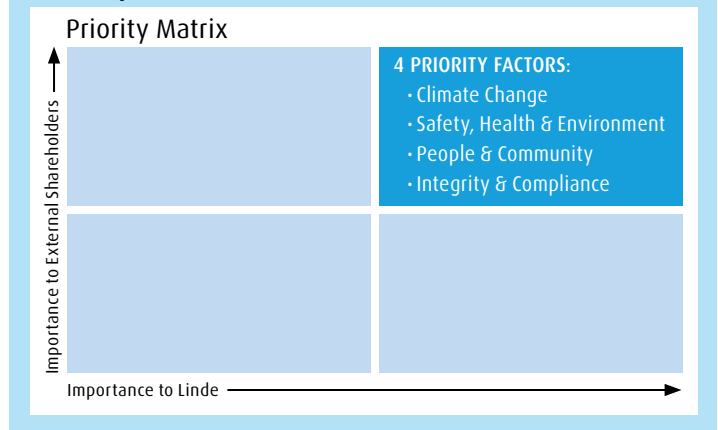 Priority Matrix
Importance to External Shareholders
4 PRIORITY FACTORS:
· Climate Change
· Safety, Health & Environment
· People & Community
· Integrity & Compliance
Importance to Linde